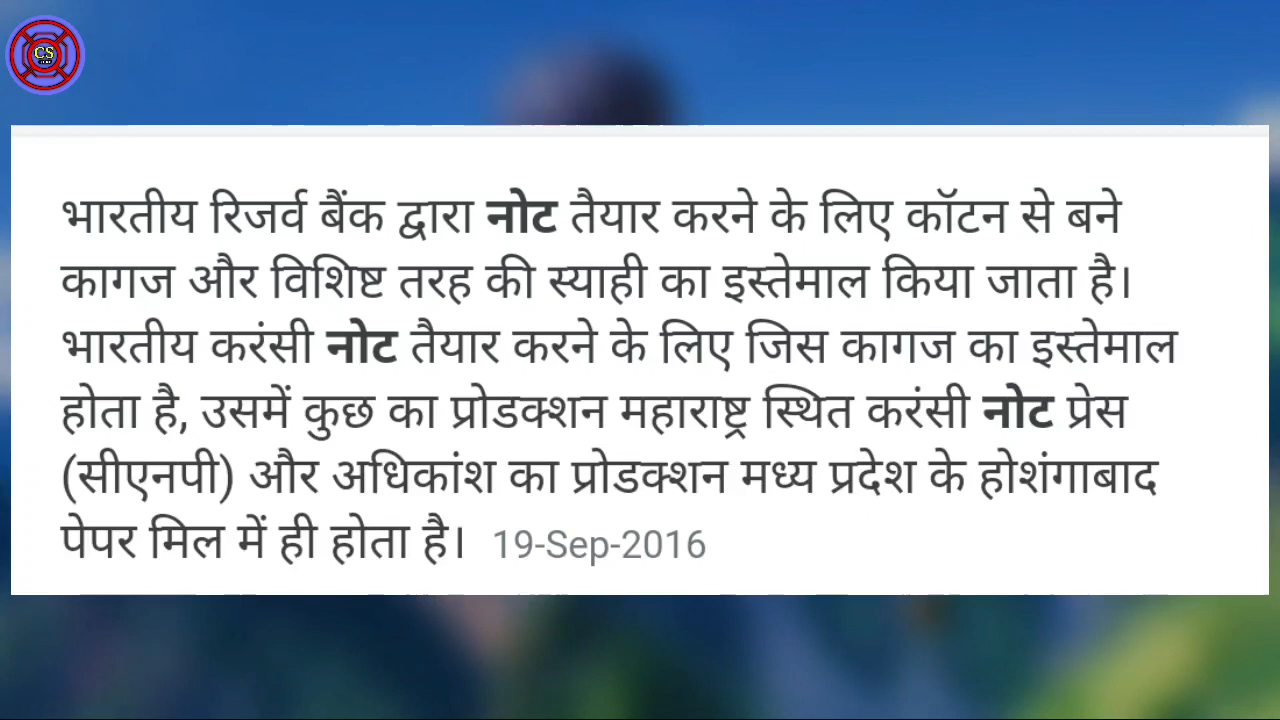 CS
भारतीय रिजर्व बैंक द्वारा नोट तैयार करने के लिए कॉटन से बने
कागज और विशिष्ट तरह की स्याही का इस्तेमाल किया जाता है।
भारतीय करंसी नोट तैयार करने के लिए जिस कागज का इस्तेमाल
होता है, उसमें कुछ का प्रोडक्शन महाराष्ट्र स्थित करंसी नोट प्रेस
(सीएनपी) और अधिकांश का प्रोडक्शन मध्य प्रदेश के होशंगाबाद
पेपर मिल में ही होता है। 19-Sep-2016